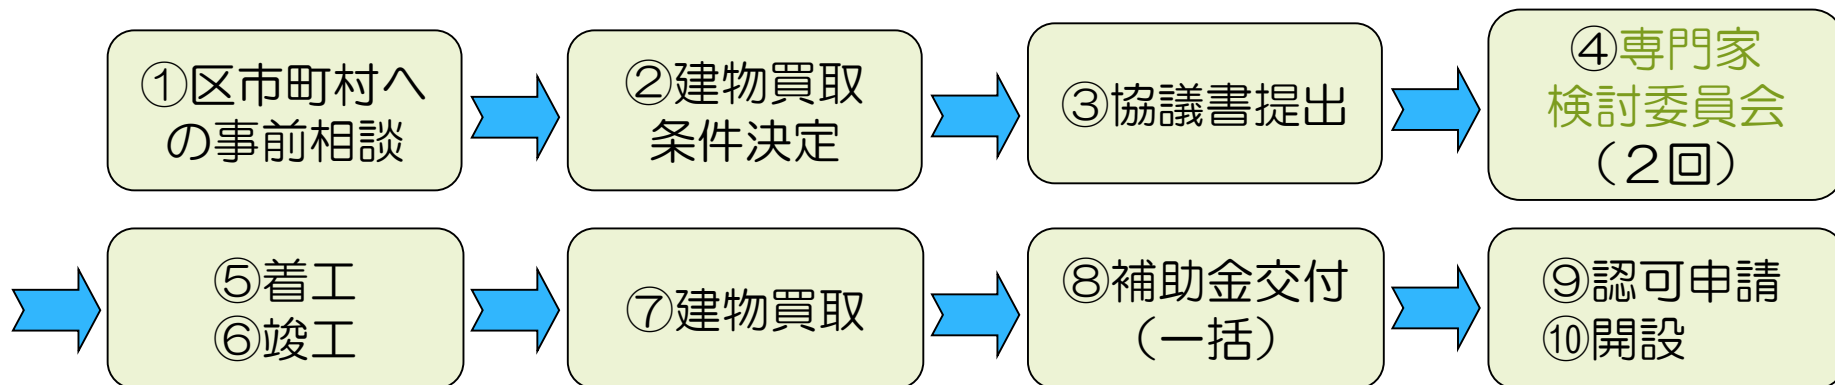 ①区市町村へ
の事前相談
②建物買取
条件決定
③協議書提出
④専門家
検討委員会
（２回）
⑤着工
⑥竣工
⑦建物買取
⑧補助金交付
（一括）
⑨認可申請
⑩開設